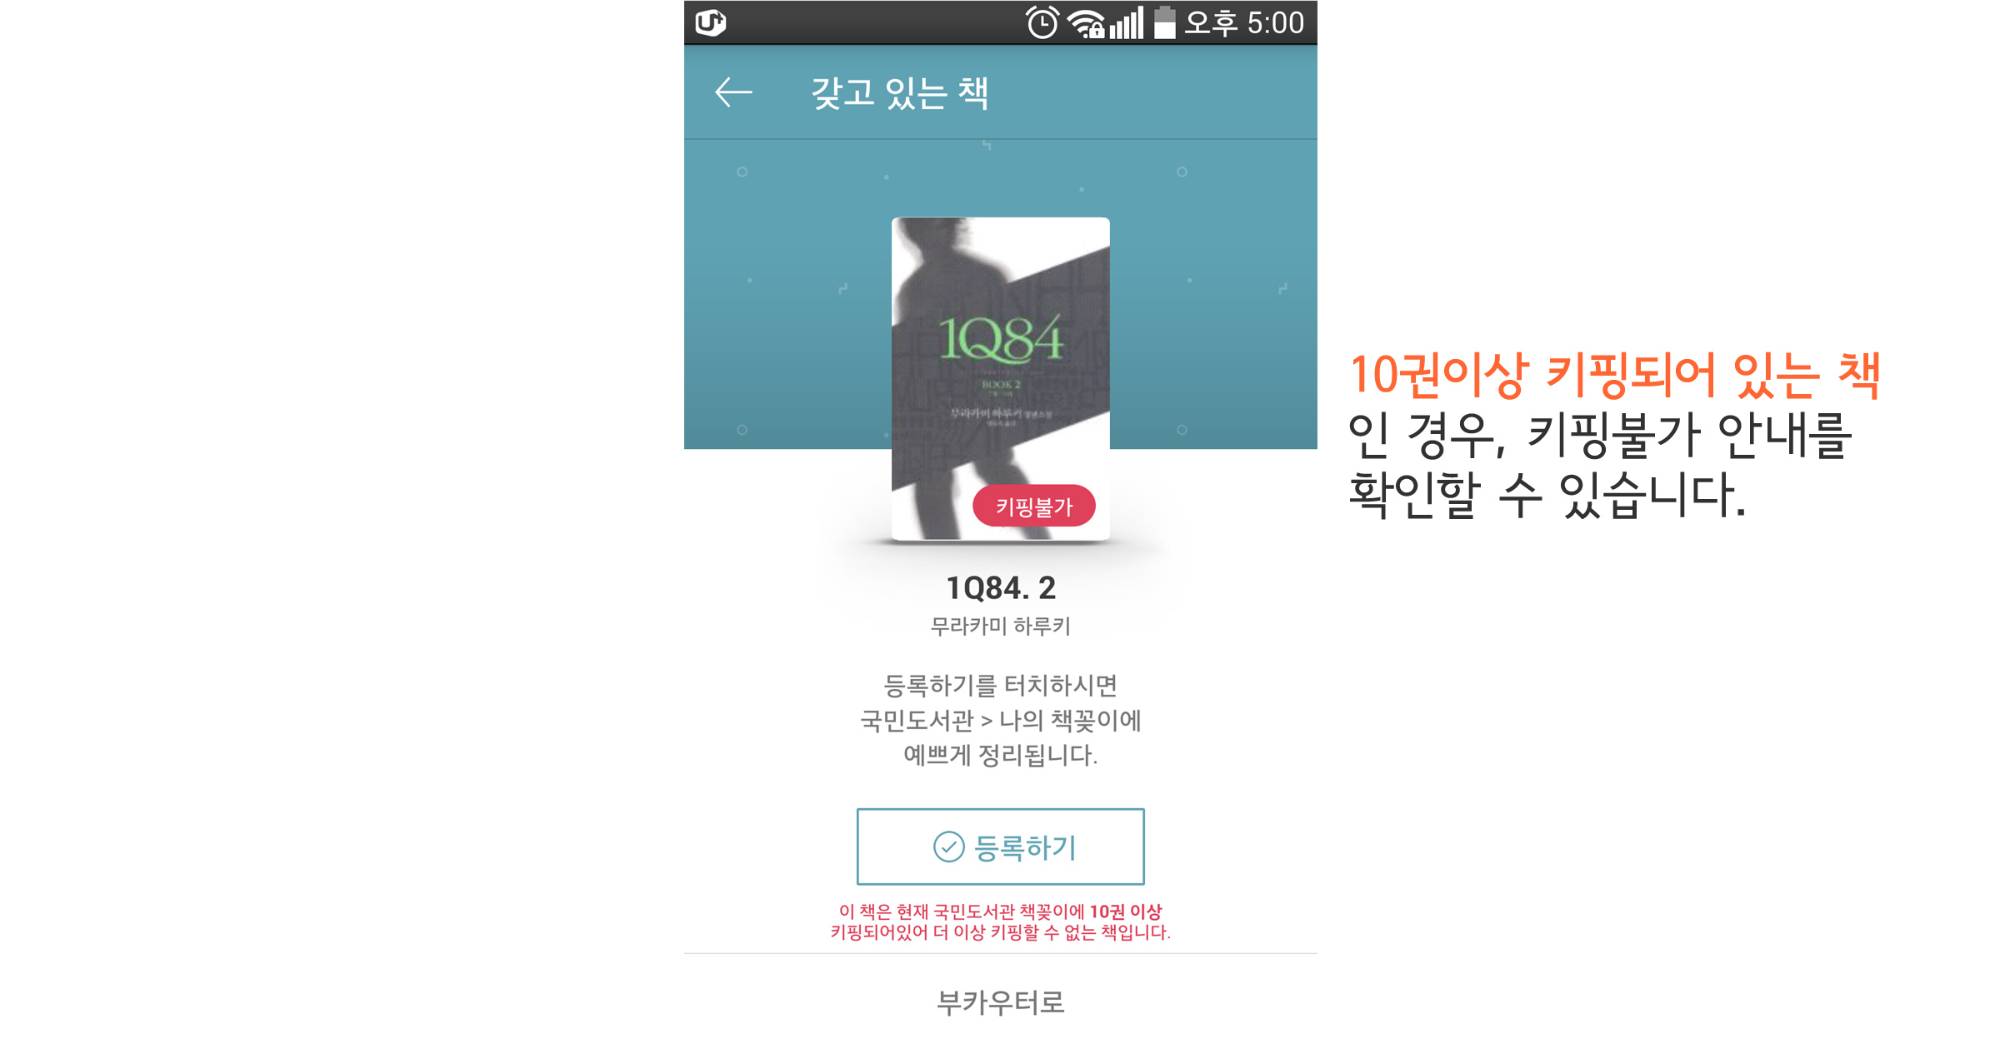 U+
오후 5:00
갖고 있는 책
1Q84
BOOK 2
무라카미 하루키 장편소설
키핑불가
1Q84. 2
무라카미 하루키
등록하기를 터치하시면
국민도서관 > 나의 책꽂이에
예쁘게 정리됩니다.
등록하기
이 책은 현재 국민도서관 책꽂이에 10권 이상
키핑되어있어 더 이상 키핑할 수 없는 책입니다.
부카우터로
10권이상 키핑되어 있는 책
인 경우, 키핑불가 안내를
확인할 수 있습니다.